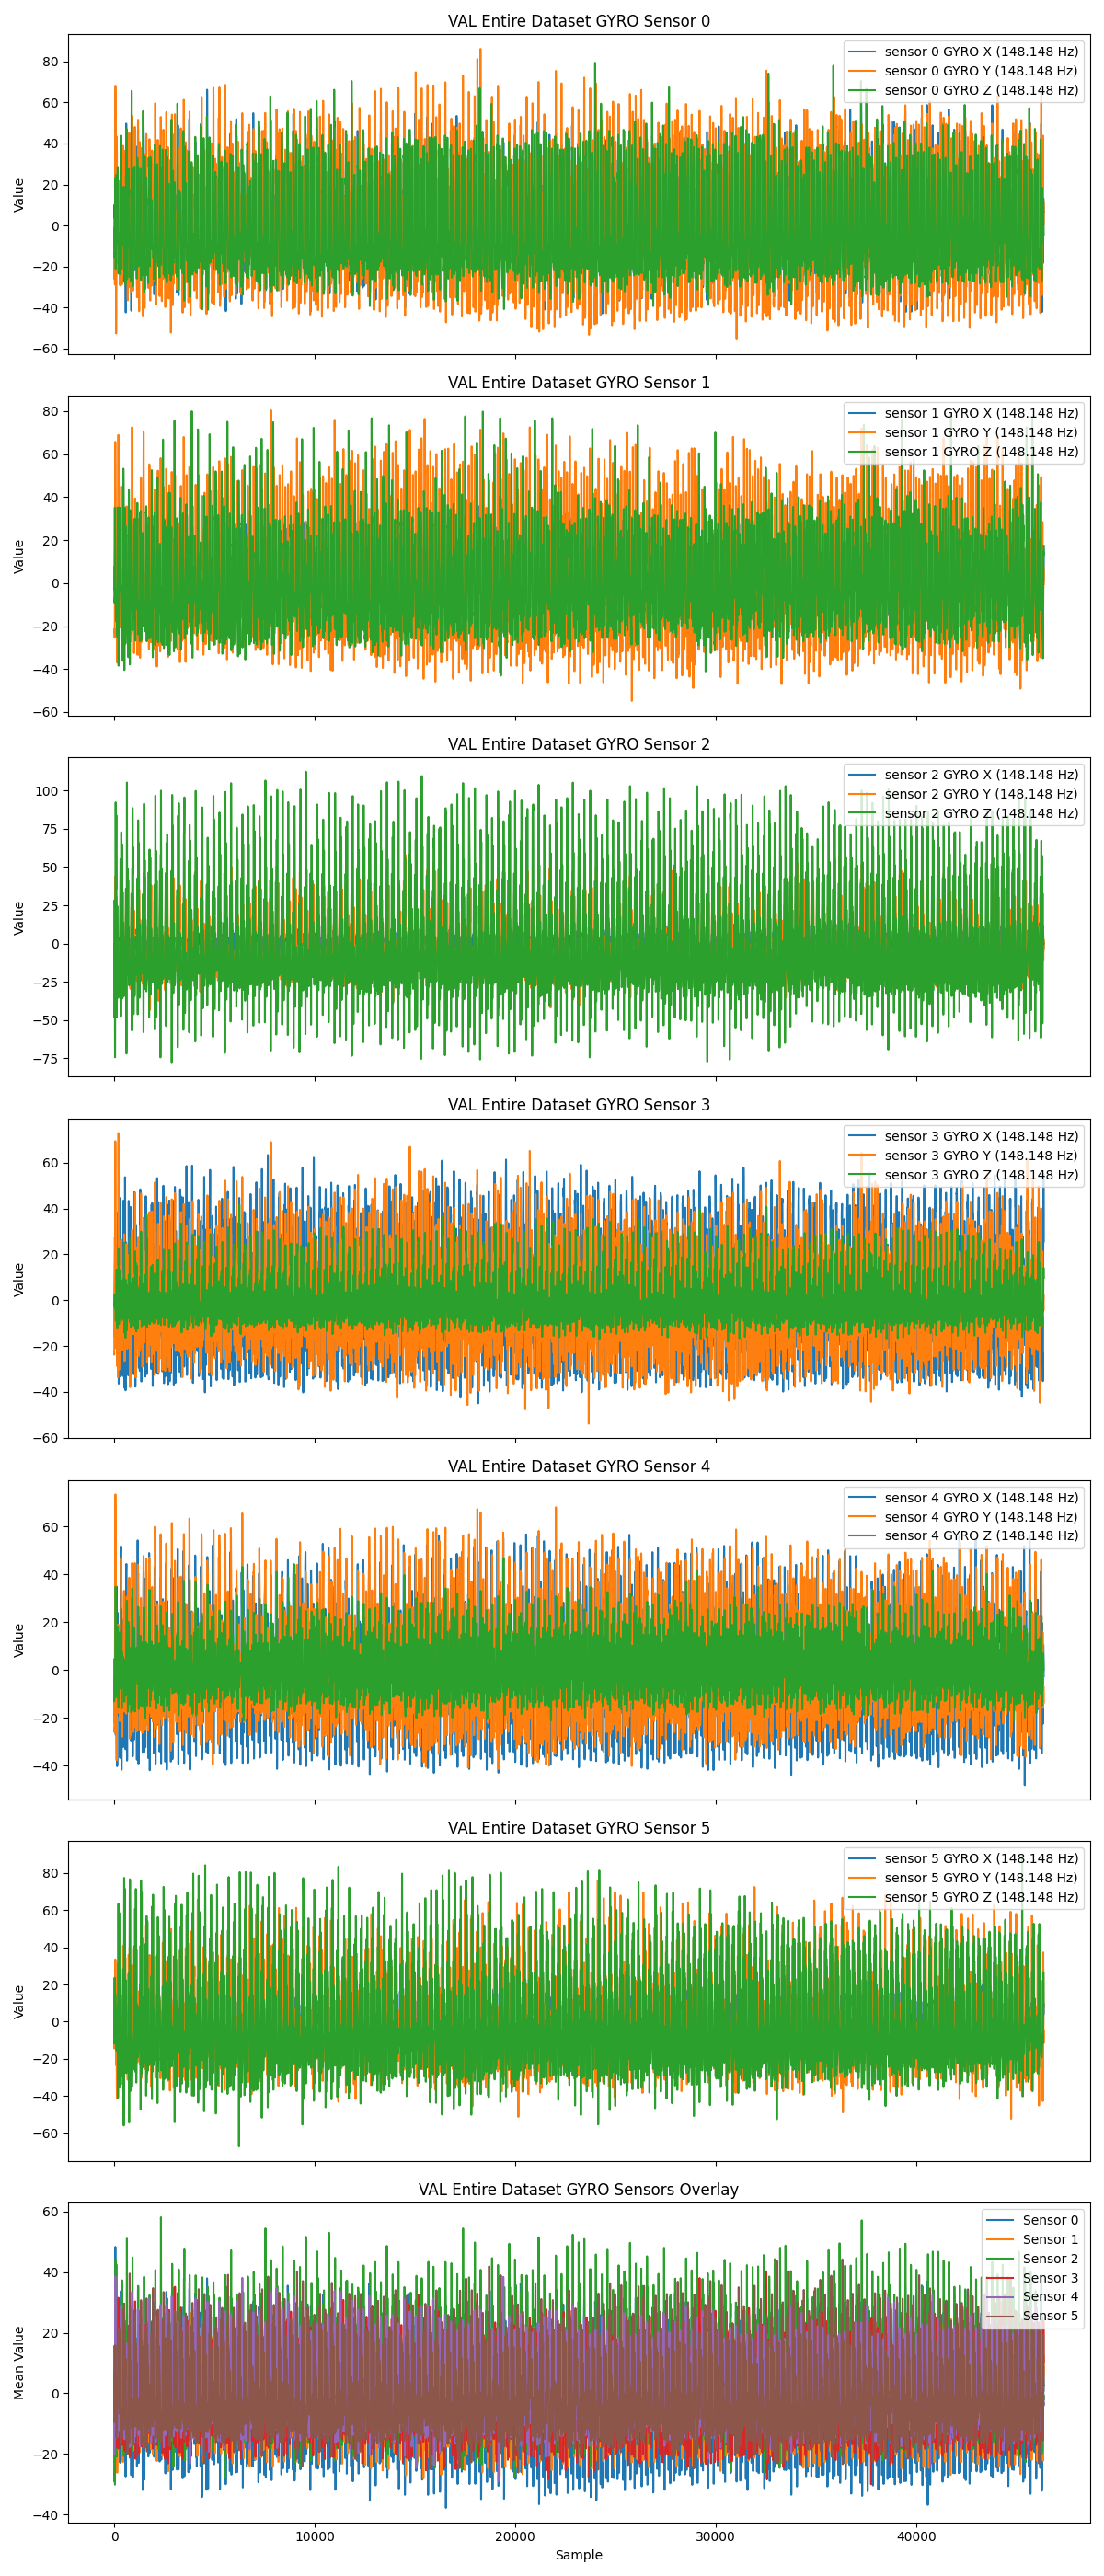 VAL Entire Dataset GYRO Sensor 0
sensor 0 GYRO X (148.148 Hz)
sensor 0 GYRO Y (148.148 Hz)
sensor 0 GYRO Z (148.148 Hz)
80
60
40
20
0
−20
−40
−60
Value
VAL Entire Dataset GYRO Sensor 1
sensor 1 GYRO X (148.148 Hz)
sensor 1 GYRO Y (148.148 Hz)
sensor 1 GYRO Z (148.148 Hz)
80
60
40
20
0
−20
−40
−60
Value
VAL Entire Dataset GYRO Sensor 2
sensor 2 GYRO X (148.148 Hz)
sensor 2 GYRO Y (148.148 Hz)
sensor 2 GYRO Z (148.148 Hz)
100
75
50
25
0
−25
−50
−75
Value
VAL Entire Dataset GYRO Sensor 3
sensor 3 GYRO X (148.148 Hz)
sensor 3 GYRO Y (148.148 Hz)
sensor 3 GYRO Z (148.148 Hz)
60
40
20
0
−20
−40
−60
Value
VAL Entire Dataset GYRO Sensor 4
sensor 4 GYRO X (148.148 Hz)
sensor 4 GYRO Y (148.148 Hz)
sensor 4 GYRO Z (148.148 Hz)
60
40
20
0
−20
−40
Value
VAL Entire Dataset GYRO Sensor 5
sensor 5 GYRO X (148.148 Hz)
sensor 5 GYRO Y (148.148 Hz)
sensor 5 GYRO Z (148.148 Hz)
80
60
40
20
0
−20
−40
−60
Value
VAL Entire Dataset GYRO Sensors Overlay
Sensor 0
Sensor 1
Sensor 2
Sensor 3
Sensor 4
Sensor 5
60
40
20
0
−20
−40
Mean Value
0 10000 20000 30000 40000
Sample